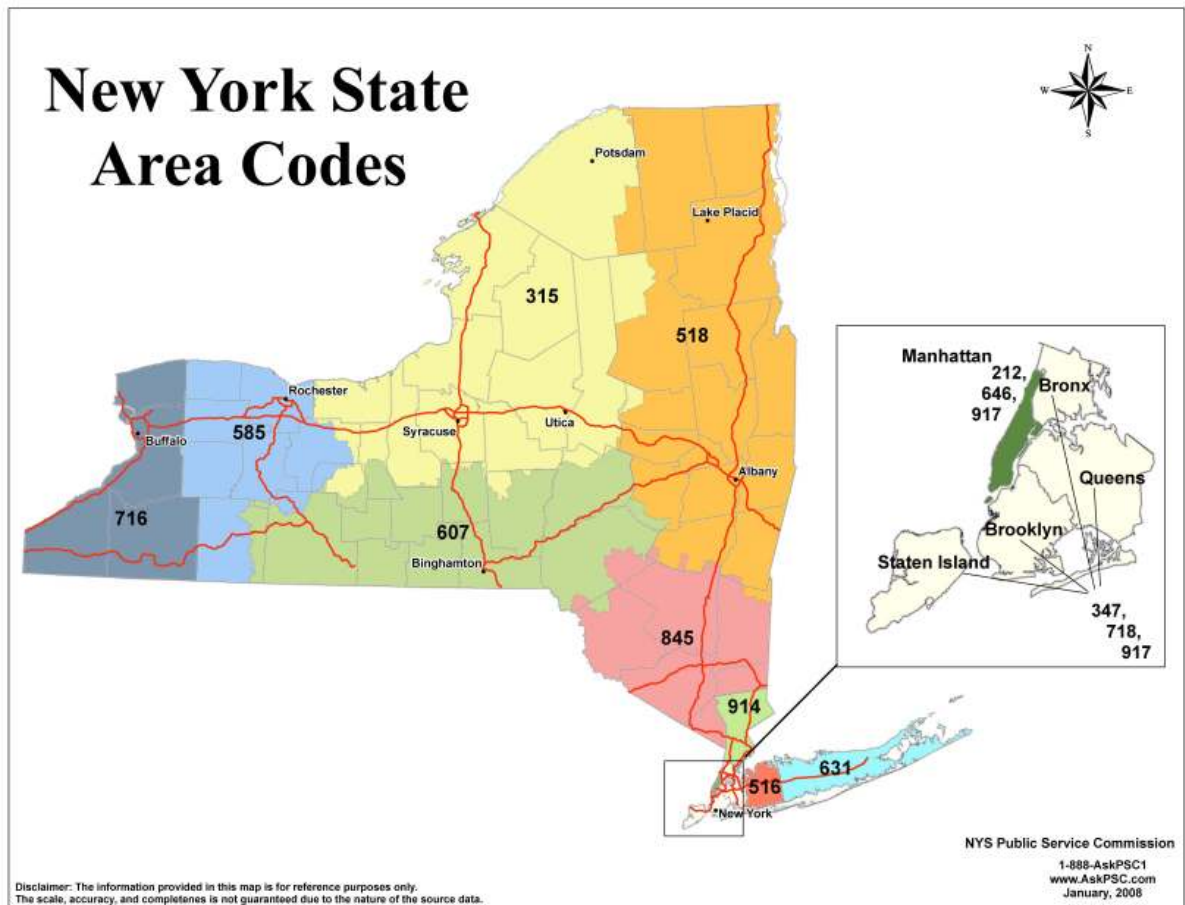 New York State
Area Codes
N
W E
S
Potsdam
Lake Placid
315
518
Manhattan
212,
646,
917
Bronx
Rochester
Buffalo
585
Syracuse
Utica
Albany
Queens
716
607
Brooklyn
Binghamton
Staten Island
347,
718,
917
845
914
631
516
New York
NYS Public Service Commission
1-888-AskPSC1
www.AskPSC.com
January, 2008
Disclaimer: The information provided in this map is for reference purposes only.
The scale, accuracy, and completenes is not guaranteed due to the nature of the source data.